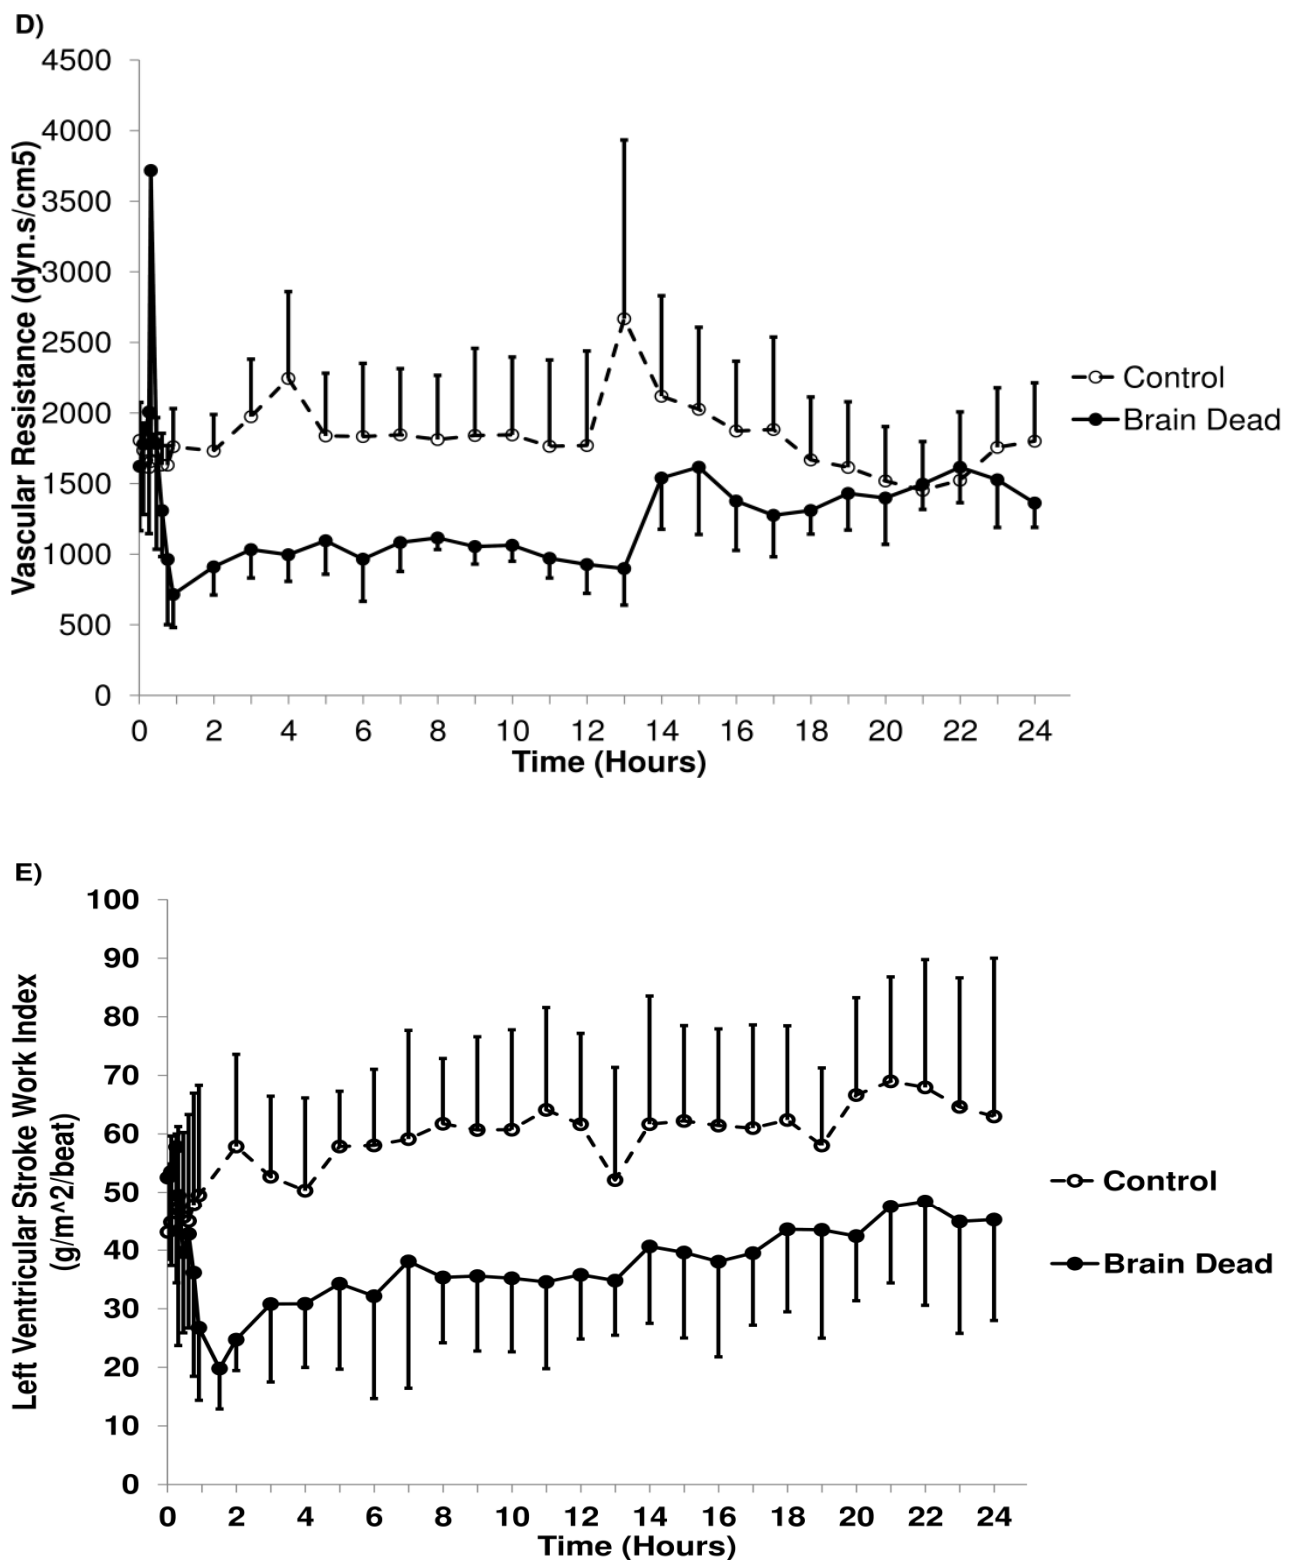 D)
4500
4000
3500
3000
2500
2000
1500
1000
500
0
Vascular Resistance (dyn.s/cm5)
0 2 4 6 8 10 12 14 16 18 20 22 24
Time (Hours)
Control
Brain Dead
E)
100
90
80
70
60
50
40
30
20
10
0
Left Ventricular Stroke Work Index
(g/m^2/beat)
0 2 4 6 8 10 12 14 16 18 20 22 24
Time (Hours)
Control
Brain Dead